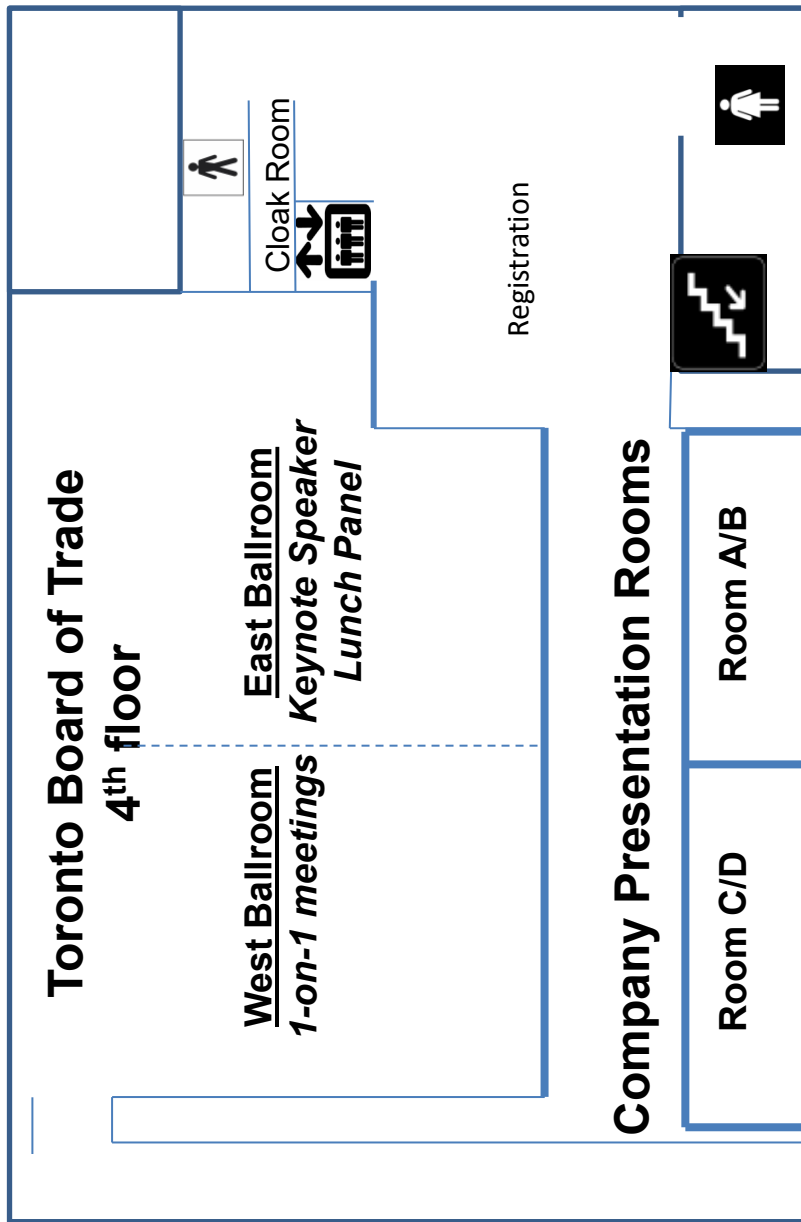 Toronto Board of Trade
4th floor
West Ballroom
1-on-1 meetings
East Ballroom
Keynote Speaker
Lunch Panel
Cloak Room
Registration
Company Presentation Rooms
Room C/D
Room A/B